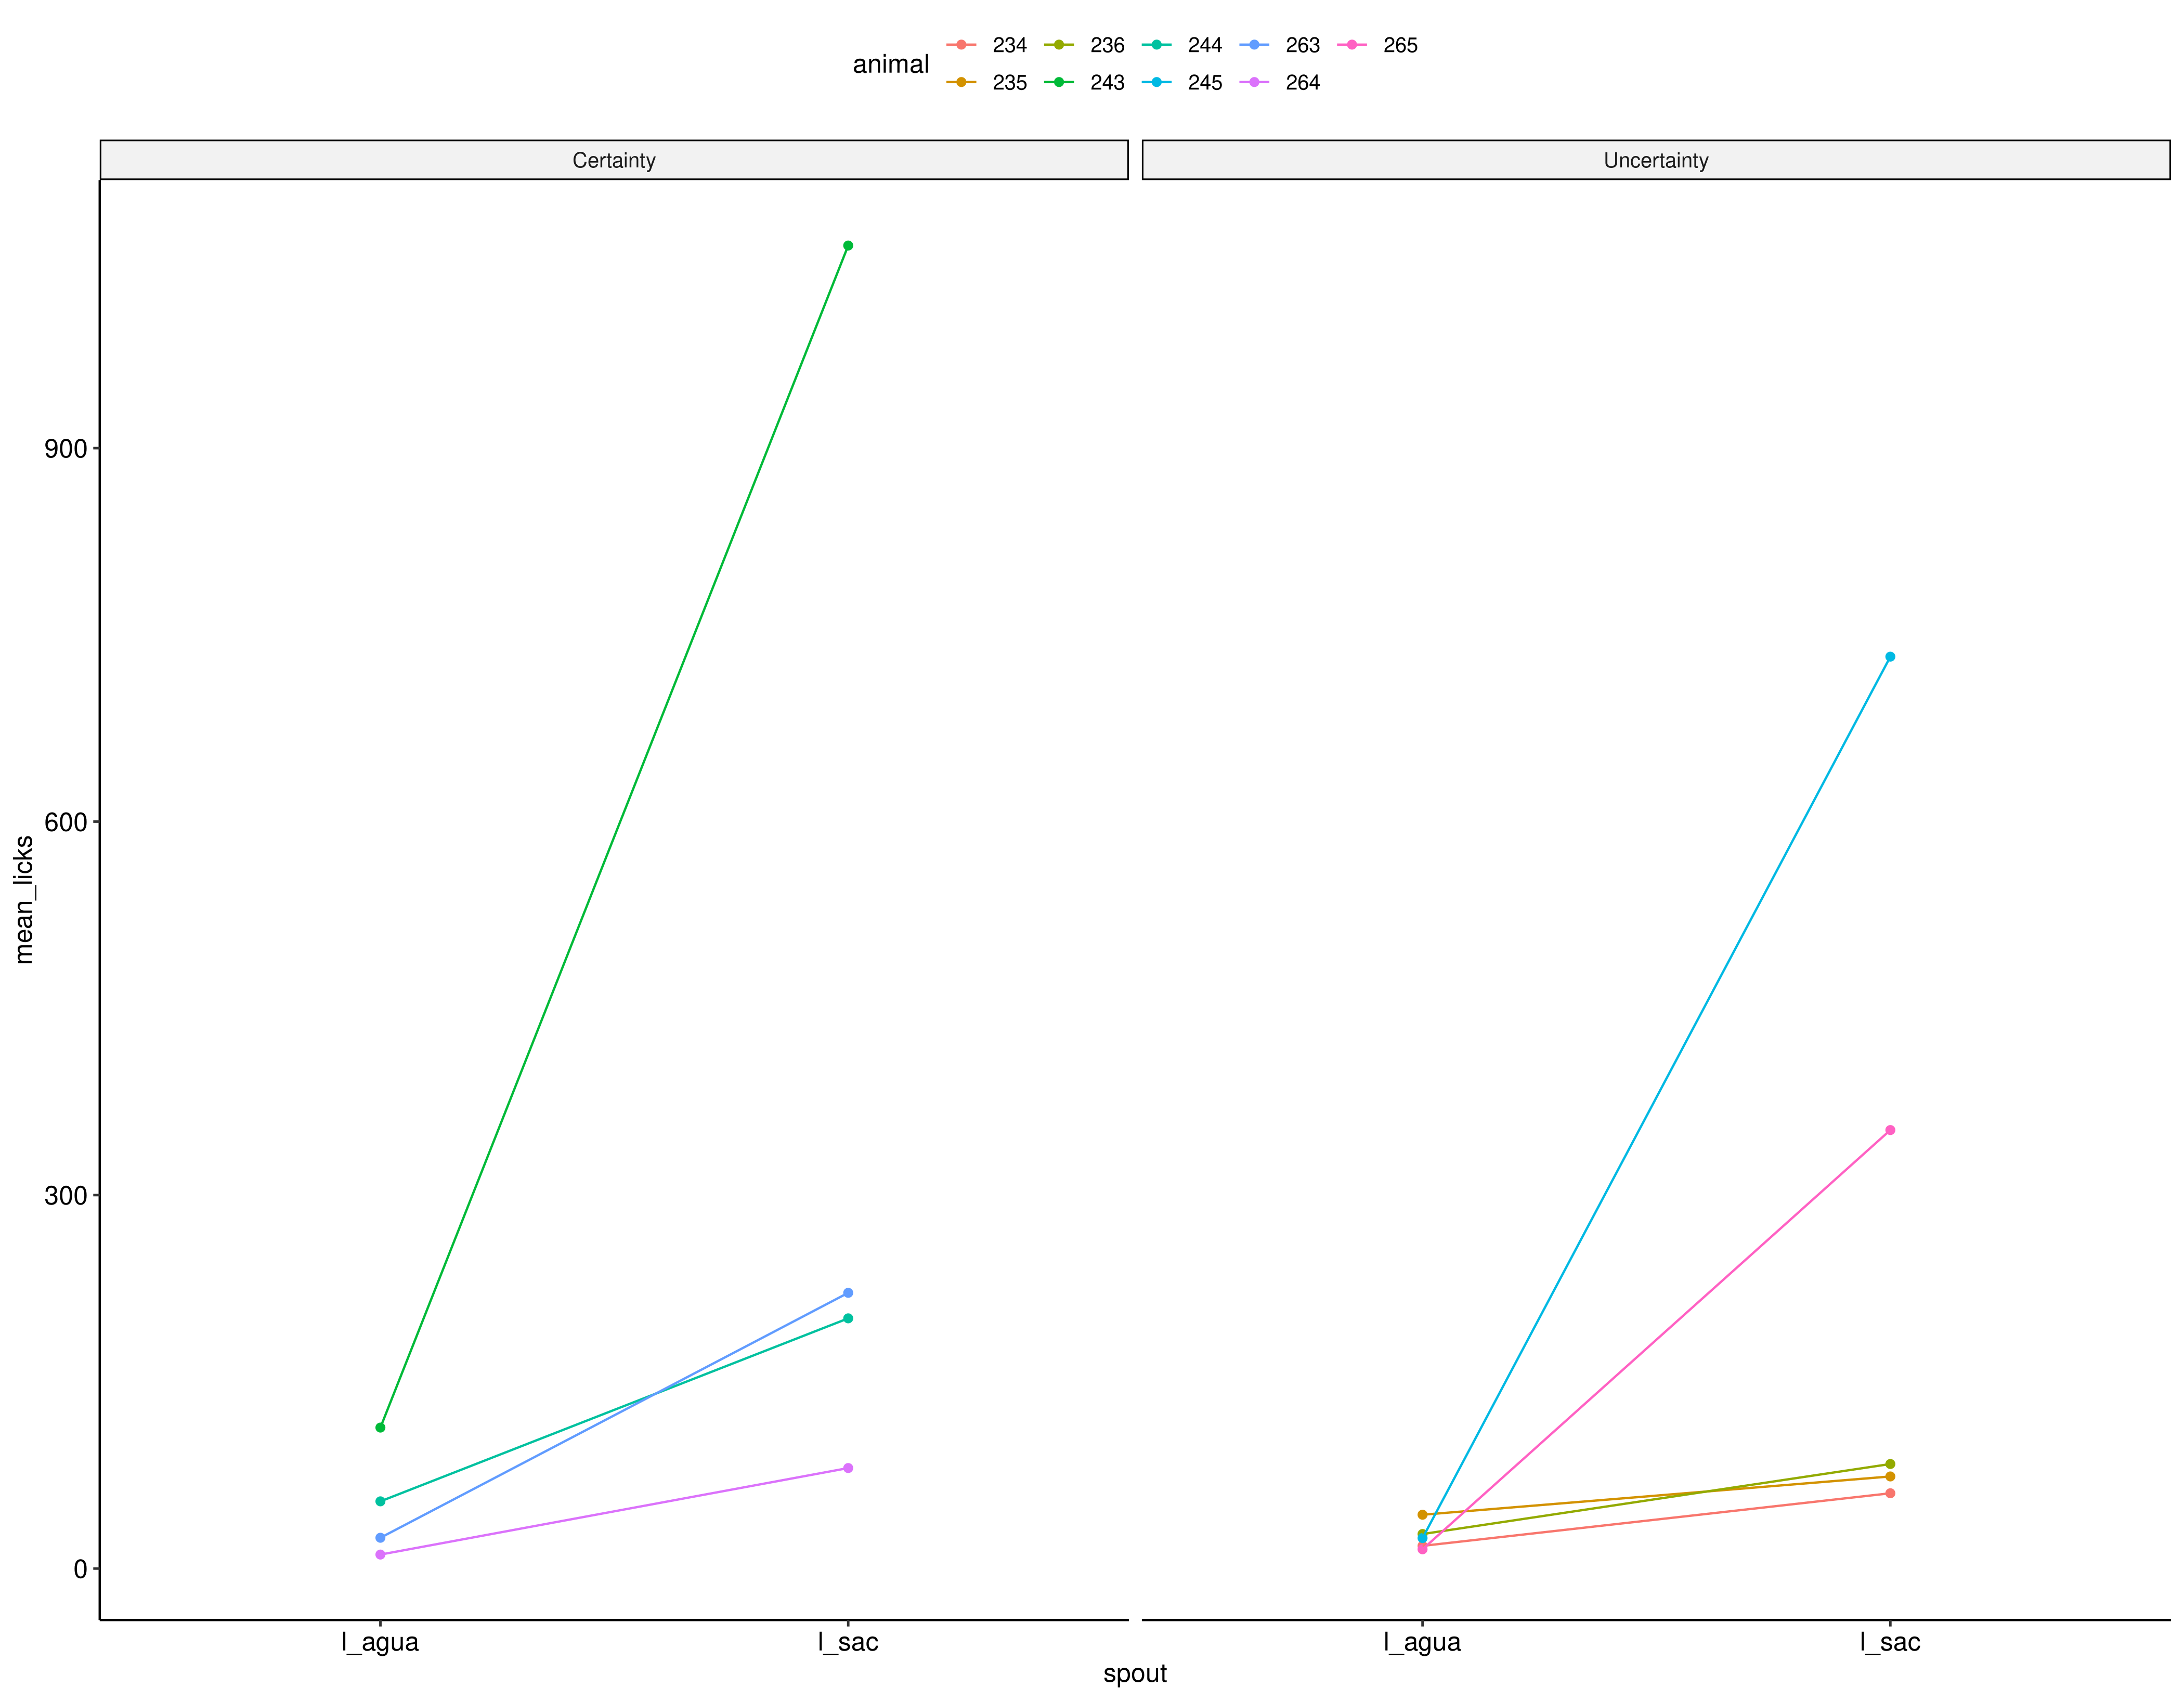 animal
234 236 244 263 265
235 243 245 264
Certainty Uncertainty
900
600
300
0
mean_licks
l_agua l_sac l_agua l_sac
spout